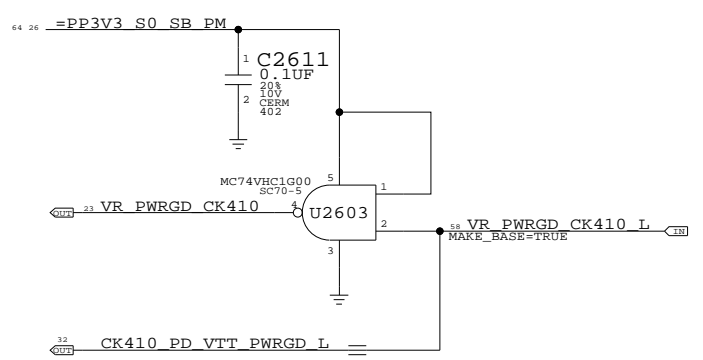 64 26 =PP3V3_S0_SB_PM
1 C2611
0.1UF
20%
10V
2 CERM
402
MC74VHC1G00
SC70-5
5
1
OUT 23 VR_PWRGD_CK410 4
U2603
2
58 VR_PWRGD_CK410_L IN
MAKE_BASE=TRUE
3
32
OUT CK410_PD_VTT_PWRGD_L